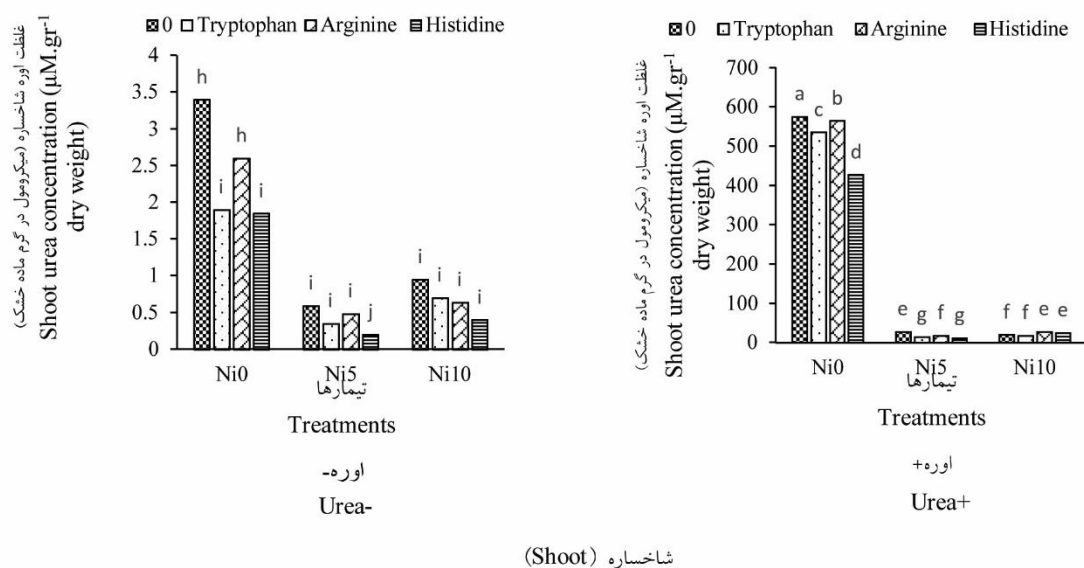 0 Tryptophan Arginine Histidine
غلظت اوره شاخساره (میکرومول در گرم ماده خشک)
Shoot urea concentration (µM.gr-1
dry weight)
4
3.5
3
2.5
2
1.5
1
0.5
0
h i h i
i i i j
i i i i
Ni0 Ni5 Ni10
تیمارها
Treatments
اوره-
Urea-
0 Tryptophan Arginine Histidine
غلظت اوره شاخساره (میکرومول در گرم ماده خشک)
Shoot urea concentration (µM.gr-1
dry weight)
700
600
500
400
300
200
100
0
a c b d
e g f g
f f e e
Ni0 Ni5 Ni10
تیمارها
Treatments
اوره+
Urea+
شاخساره (Shoot)